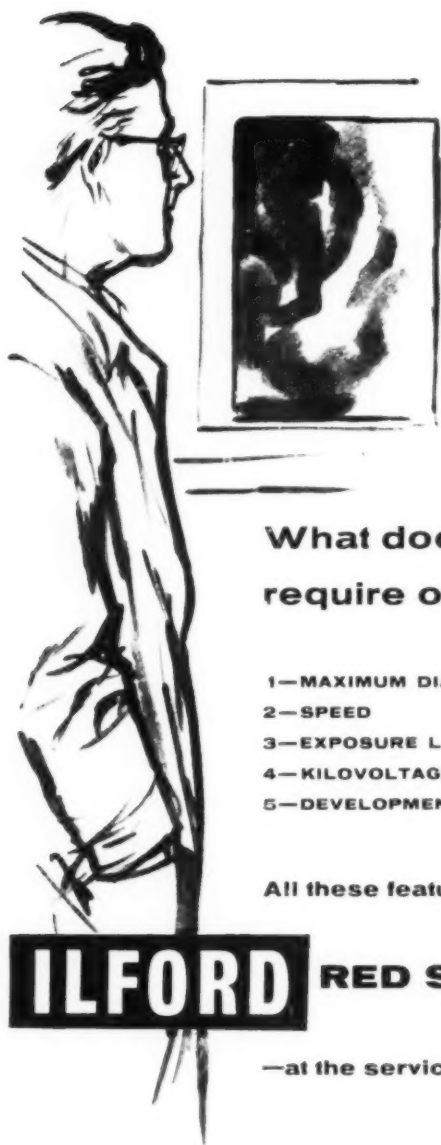 What doe
require o
1—MAXIMUM DI
2—SPEED
3—EXPOSURE L
4—KILOVOLTAG
5—DEVELOPMEN
All these featu
ILFORD RED S
—at the servic